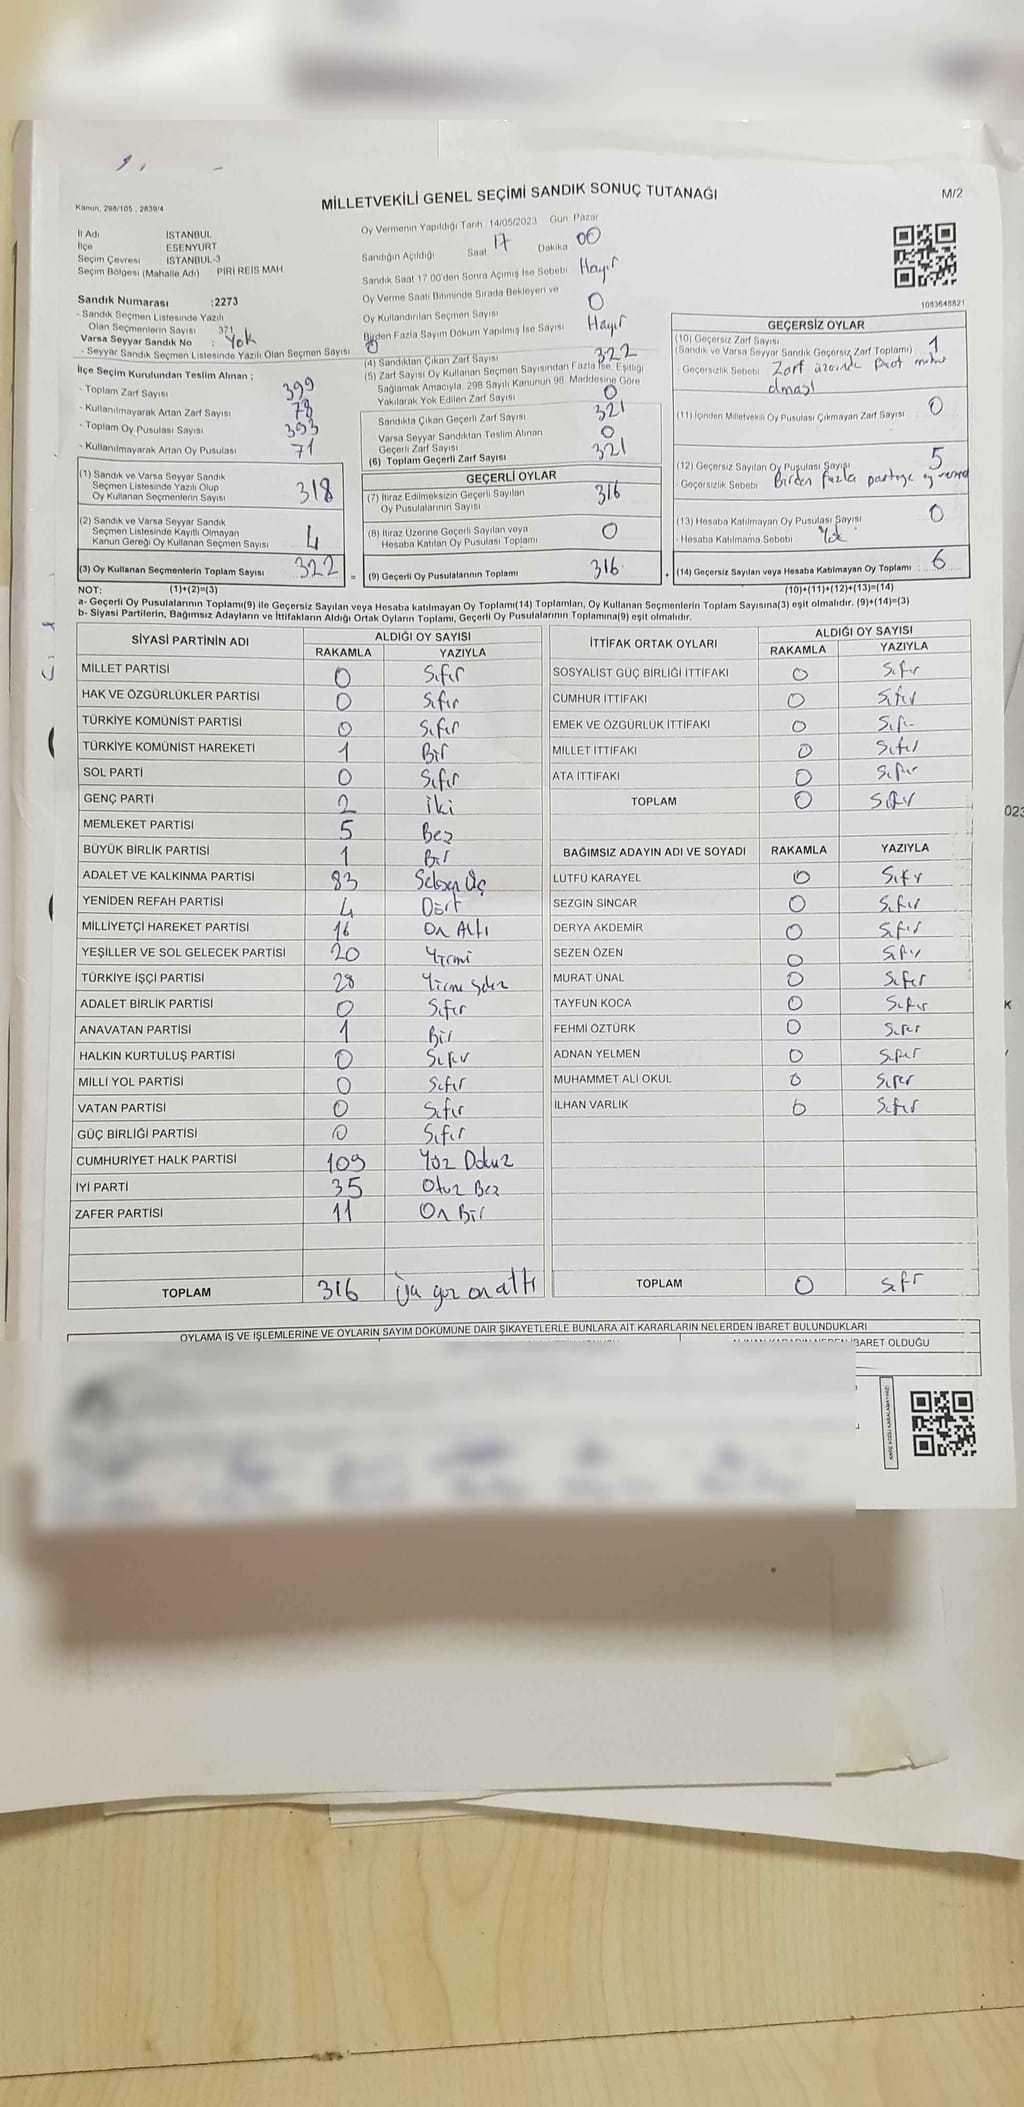 MİLLETVEKİLİ GENEL SEÇİMİ SANDIK SONUÇ TUTANAĞI
M/2
Kanun, 298/105 , 2839/4
İl Adı İSTANBUL
İlçe ESENYURT
Seçim Çevresi İSTANBUL-3
Seçim Bölgesi (Mahalle Adı) PİRİ REİS MAH
Sandık Numarası :2273
- Sandık Seçmen Listesinde Yazılı
Olan Seçmenlerin Sayısı 371
Varsa Seyyar Sandık No : Yok
- Seyyar Sandık Seçmen Listesinde Yazılı Olan Seçmen Sayısı 0
İlçe Seçim Kurulundan Teslim Alınan ;
- Toplam Zarf Sayısı 399
- Kullanılmayarak Artan Zarf Sayısı 78
- Toplam Oy Pusulası Sayısı 393
- Kullanılmayarak Artan Oy Pusulası 71
(1) Sandık ve Varsa Seyyar Sandık
Seçmen Listesinde Yazılı Olup
Oy Kullanan Seçmenlerin Sayısı 318
(2) Sandık ve Varsa Seyyar Sandık
Seçmen Listesinde Kayıtlı Olmayan
Kanun Gereği Oy Kullanan Seçmen Sayısı 4
(3) Oy Kullanan Seçmenlerin Toplam Sayısı 322
Oy Vermenin Yapıldığı Tarih 14/05/2023 Gün Pazar
Sandığın Açıldığı Saat 17 Dakika 00
Sandık Saat 17:00'den Sonra Açımış İse Sebebi Hayır
Oy Verme Saati Bitiminde Sırada Bekleyen ve
Oy Kullandırılan Seçmen Sayısı 0
Birden Fazla Sayım Döküm Yapılmış İse Sayısı Hayır
(4) Sandıktan Çıkan Zarf Sayısı 322
(5) Zarf Sayısı Oy Kullanan Seçmen Sayısından Fazla İse, Eşitliği
Sağlamak Amacıyla, 298 Sayılı Kanunun 98. Maddesine Göre
Yakılarak Yok Edilen Zarf Sayısı 0
Sandıkta Çıkan Geçerli Zarf Sayısı 321
Varsa Seyyar Sandıktan Teslim Alınan
Geçerli Zarf Sayısı 0
(6) Toplam Geçerli Zarf Sayısı 321
GEÇERLİ OYLAR
(7) İtiraz Edilmeksizin Geçerli Sayılan
Oy Pusulalarının Sayısı 316
(8) İtiraz Üzerine Geçerli Sayılan veya
Hesaba Katılan Oy Pusulası Toplamı 0
= (9) Geçerli Oy Pusulalarının Toplamı 316
1083648821
GEÇERSİZ OYLAR
(10) Geçersiz Zarf Sayısı 1
(Sandık ve Varsa Seyyar Sandık Geçersiz Zarf Toplamı)
- Geçersizlik Sebebi Zarf üzerinde
olması
(11) İçinden Milletvekili Oy Pusulası Çıkmayan Zarf Sayısı 0
(12) Geçersiz Sayılan Oy Pusulası Sayısı 5
- Geçersizlik Sebebi Birden fazla partiye oy
(13) Hesaba Katılmayan Oy Pusulası Sayısı 0
- Hesaba Katılmama Sebebi Yok
+ (14) Geçersiz Sayılan veya Hesaba Katılmayan Oy Toplamı : 6
NOT: (1)+(2)=(3) (10)+(11)+(12)+(13)=(14)
a- Geçerli Oy Pusulalarının Toplamı(9) ile Geçersiz Sayılan veya Hesaba katılmayan Oy Toplamı(14) Toplamları, Oy Kullanan Seçmenlerin Toplam Sayısına(3) eşit olmalıdır. (9)+(14)=(3)
b- Siyasi Partilerin, Bağımsız Adayların ve İttifakların Aldığı Ortak Oyların Toplamı, Geçerli Oy Pusulalarının Toplamına(9) eşit olmalıdır.
SİYASİ PARTİNİN ADI ALDIĞI OY SAYISI
RAKAMLA YAZIYLA
MİLLET PARTİSİ 0 Sıfır
HAK VE ÖZGÜRLÜKLER PARTİSİ 0 Sıfır
TÜRKİYE KOMÜNİST PARTİSİ 0 Sıfır
TÜRKİYE KOMÜNİST HAREKETİ 1 Bir
SOL PARTİ 0 Sıfır
GENÇ PARTİ 2 iki
MEMLEKET PARTİSİ 5 Beş
BÜYÜK BİRLİK PARTİSİ 1 Bir
ADALET VE KALKINMA PARTİSİ 83 Seksen Üç
YENİDEN REFAH PARTİSİ 4 Dört
MİLLİYETÇİ HAREKET PARTİSİ 16 On Altı
YEŞİLLER VE SOL GELECEK PARTİSİ 20 Yirmi
TÜRKİYE İŞÇİ PARTİSİ 28
ADALET BİRLİK PARTİSİ 0 Sıfır
ANAVATAN PARTİSİ 1 Bir
HALKIN KURTULUŞ PARTİSİ 0 Sıfır
MİLLİ YOL PARTİSİ 0 Sıfır
VATAN PARTİSİ 0 Sıfır
GÜÇ BİRLİĞİ PARTİSİ 0 Sıfır
CUMHURİYET HALK PARTİSİ 109 Yüz Dokuz
İYİ PARTİ 35 Otuz Beş
ZAFER PARTİSİ 11 On Bir
TOPLAM 316 Üç yüz on altı
İTTİFAK ORTAK OYLARI ALDIĞI OY SAYISI
RAKAMLA YAZIYLA
SOSYALİST GÜÇ BİRLİĞİ İTTİFAKI 0 Sıfır
CUMHUR İTTİFAKI 0 Sıfır
EMEK VE ÖZGÜRLÜK İTTİFAKI 0 Sıfır
MİLLET İTTİFAKI 0 Sıfır
ATA İTTİFAKI 0 Sıfır
TOPLAM 0 Sıfır
BAĞIMSIZ ADAYIN ADI VE SOYADI RAKAMLA YAZIYLA
LÜTFÜ KARAYEL 0 Sıfır
SEZGİN SİNCAR 0 Sıfır
DERYA AKDEMİR 0 Sıfır
SEZEN ÖZEN 0 Sıfır
MURAT ÜNAL 0 Sıfır
TAYFUN KOCA 0 Sıfır
FEHMİ ÖZTÜRK 0 Sıfır
ADNAN YELMEN 0 Sıfır
MUHAMMET ALİ OKUL 0 Sıfır
İLHAN VARLIK 0 Sıfır
TOPLAM 0 Sıfır
OYLAMA İŞ VE İŞLEMLERİNE VE OYLARIN SAYIM DÖKÜMÜNE DAİR ŞİKAYETLERLE BUNLARA AİT KARARLARIN NELERDEN İBARET BULUNDUKLARI
İBARET OLDUĞU